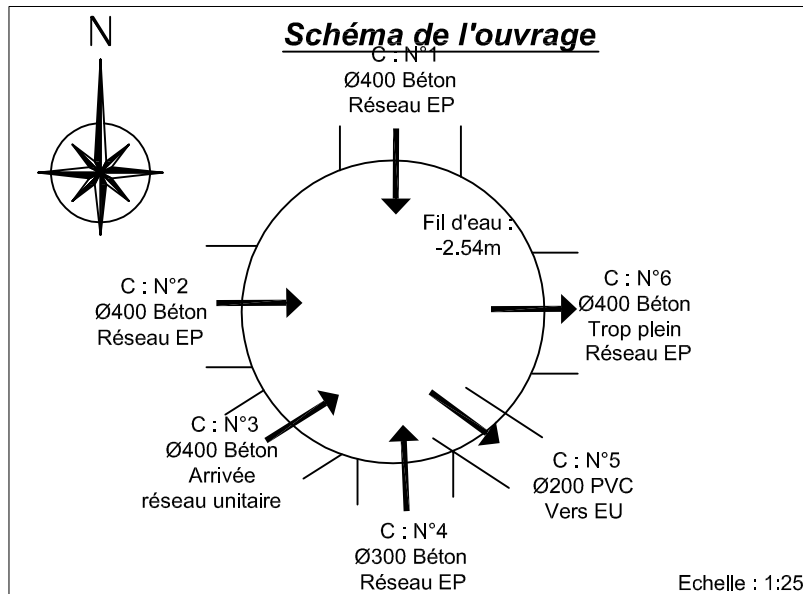 N
Schéma de l'ouvrage
C : N°1
Ø400 Béton
Réseau EP
Fil d'eau :
-2.54m
C : N°2
Ø400 Béton
Réseau EP
C : N°6
Ø400 Béton
Trop plein
Réseau EP
C : N°3
Ø400 Béton
Arrivée
réseau unitaire
C : N°5
Ø200 PVC
Vers EU
C : N°4
Ø300 Béton
Réseau EP
Echelle : 1:25